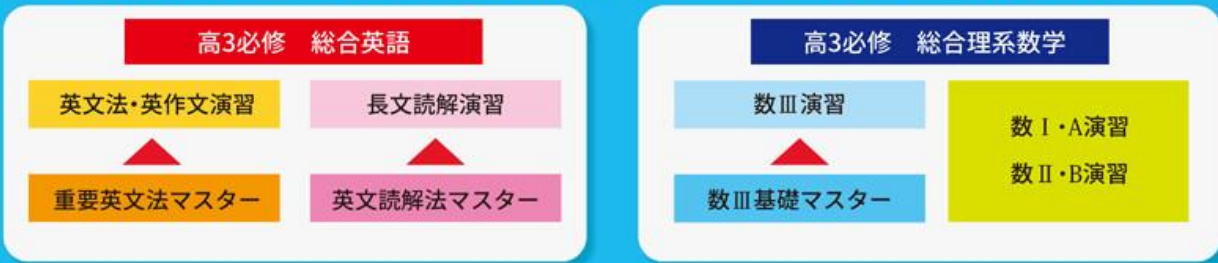 高3必修 総合英語
英文法・英作文演習
長文読解演習
重要英文法マスター
英文読解法マスター
高3必修 総合理系数学
数Ⅲ演習
数Ⅲ基礎マスター
数Ⅰ・A演習
数Ⅱ・B演習